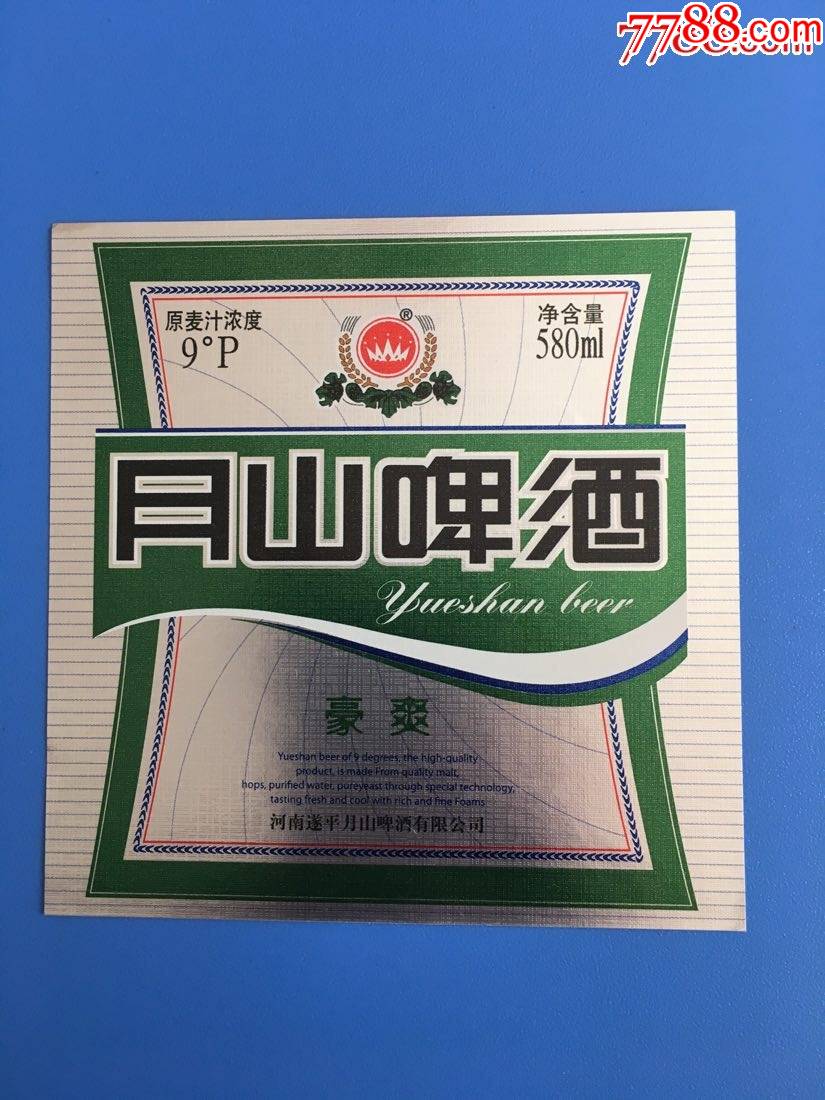 7788.com
原麦汁浓度
9°P
®
净含量
580ml
月山啤酒
Yueshan beer
豪爽
Yueshan beer of 9 degrees, the high-quality
product, is made From quality malt,
hops, purified water, pureyeast through special technology,
tasting fresh and cool with rich and fine Foams
河南遂平月山啤酒有限公司